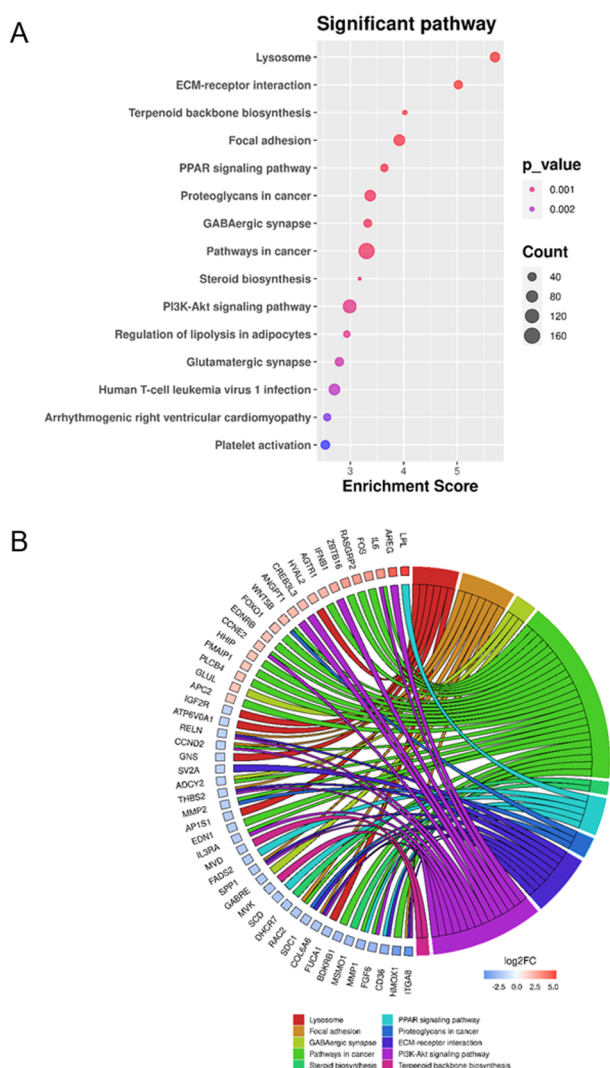 A
Significant pathway
Lysosome
ECM-receptor interaction
Terpenoid backbone biosynthesis
Focal adhesion
PPAR signaling pathway
Proteoglycans in cancer
GABAergic synapse
Pathways in cancer
Steroid biosynthesis
PI3K-Akt signaling pathway
Regulation of lipolysis in adipocytes
Glutamatergic synapse
Human T-cell leukemia virus 1 infection
Arrhythmogenic right ventricular cardiomyopathy
Platelet activation
3 4 5
Enrichment Score
p_value
0.001
0.002
Count
40
80
120
160
B
LPL
AREG
IL6
FOS
RASGRP2
ZBTB16
IFNB1
AGTR1
HYAL2
CREB3L3
ANGPT1
WNT5B
FOXO1
EDNRB
CCNE2
HHIP
PMAIP1
PLCB4
GLUL
APC2
IGF2R
ATP6V0A1
RELN
CCND2
GNS
SV2A
ADCY2
THBS2
MMP2
AP1S1
EDN1
IL3RA
MVD
FADS2
SPP1
GABRE
MVK
SCD
DHCR7
RAC2
SDC1
COL6A6
FUCA1
BDKRB1
MSMO1
MMP1
FGF6
CD36
HMOX1
ITGA8
log2FC
-2.5 0.0 2.5 5.0
Lysosome
Focal adhesion
GABAergic synapse
Pathways in cancer
Steroid biosynthesis
PPAR signaling pathway
Proteoglycans in cancer
ECM-receptor interaction
PI3K-Akt signaling pathway
Terpenoid backbone biosynthesis